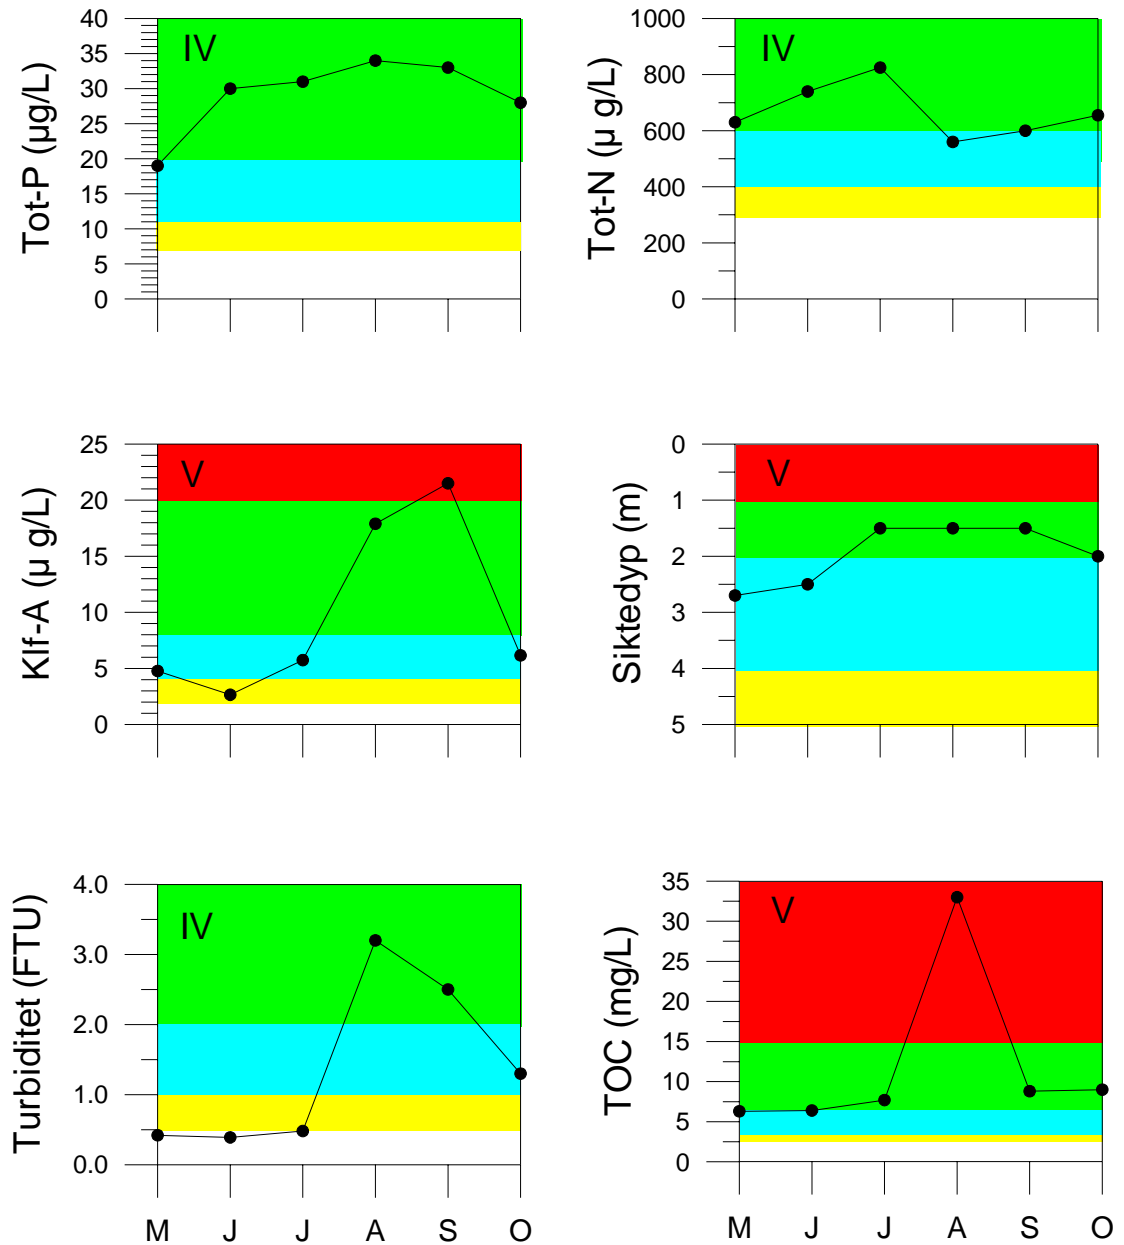 Tot-P (µg/L)
40
35
30
25
20
15
10
5
0
IV
Tot-N (µ g/L)
1000
800
600
400
200
0
IV
Klf-A (µ g/L)
25
20
15
10
5
0
V
Siktedyp (m)
0
1
2
3
4
5
V
Turbiditet (FTU)
4.0
3.0
2.0
1.0
0.0
IV
M J J A S O
TOC (mg/L)
35
30
25
20
15
10
5
0
V
M J J A S O